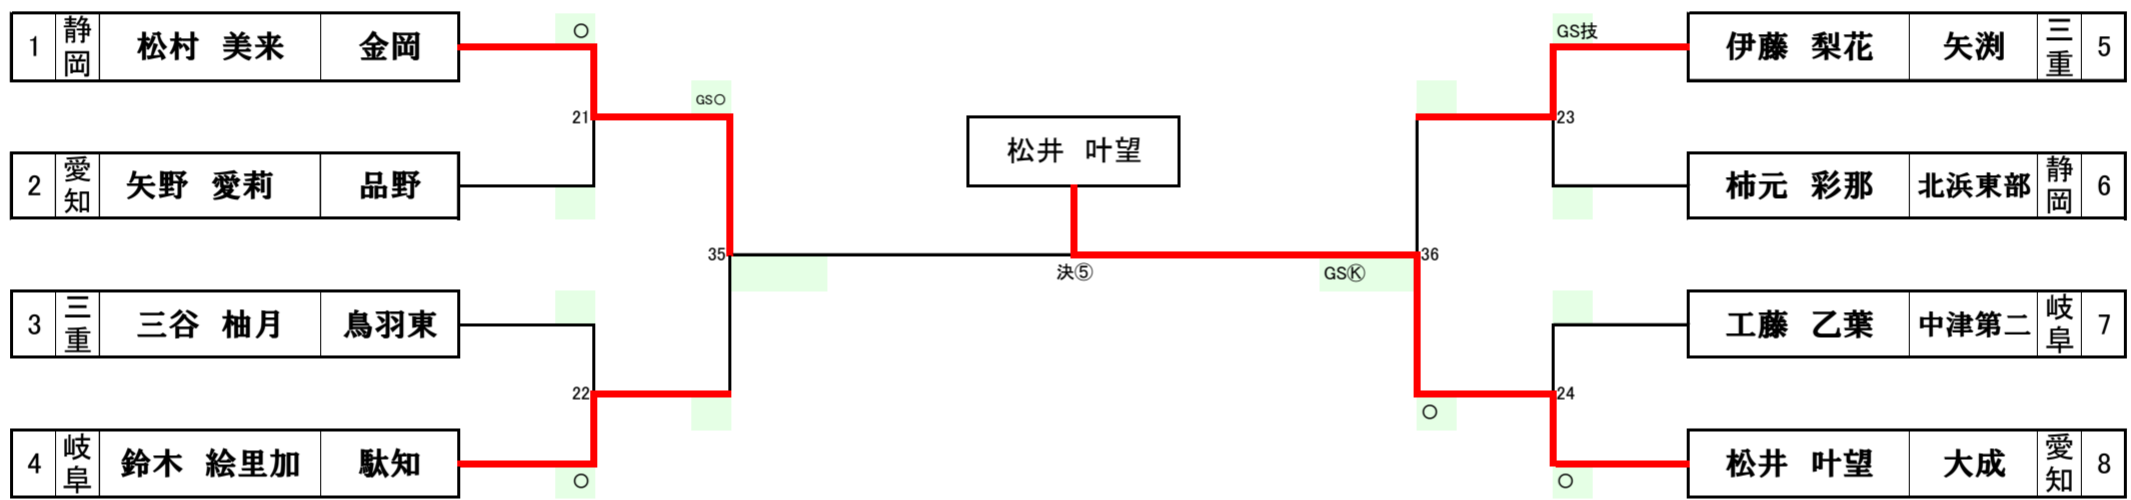 1 静岡 松村 美来 金岡
○
21
2 愛知 矢野 愛莉 品野
GS○
35
3 三重 三谷 柚月 鳥羽東
22
4 岐阜 鈴木 絵里加 駄知
○
松井 叶望
決⑤
GSⓀ
GS技
伊藤 梨花 矢渕 三重 5
23
柿元 彩那 北浜東部 静岡 6
36
工藤 乙葉 中津第二 岐阜 7
24
○
松井 叶望 大成 愛知 8
○